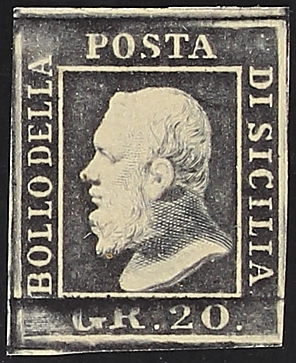 BOLLO DELLA
POSTA
DI SICILIA
GR. 20.